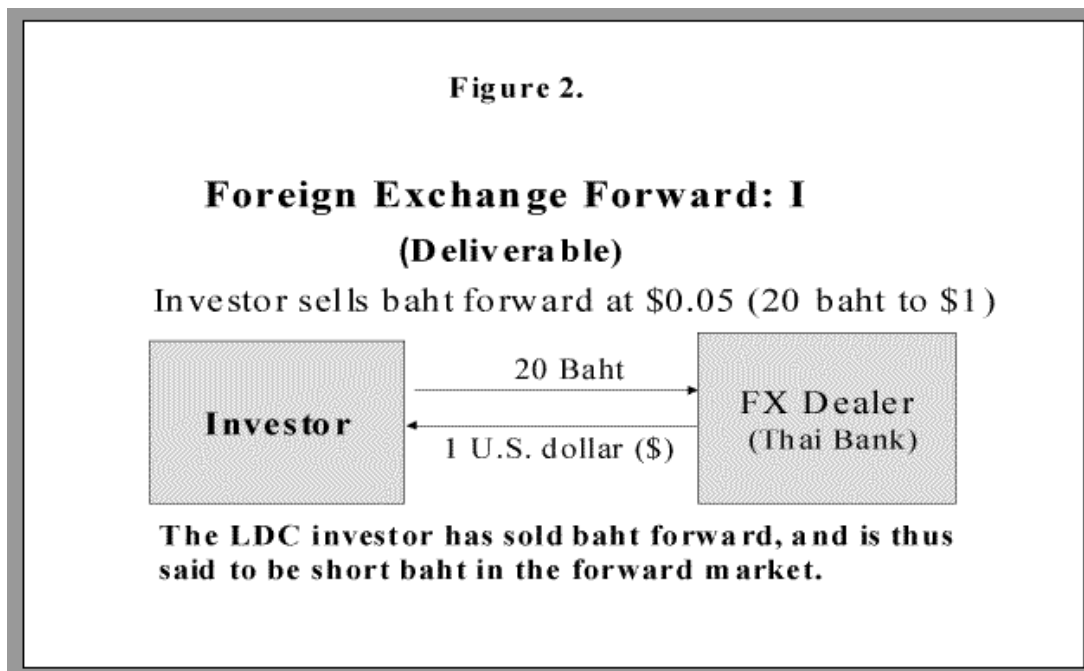 Figure 2.
Foreign Exchange Forward: I
(Deliverable)
Investor sells baht forward at $0.05 (20 baht to $1)
20 Baht
Investor
FX Dealer
(Thai Bank)
1 U.S. dollar ($)
The LDC investor has sold baht forward, and is thus
said to be short baht in the forward market.